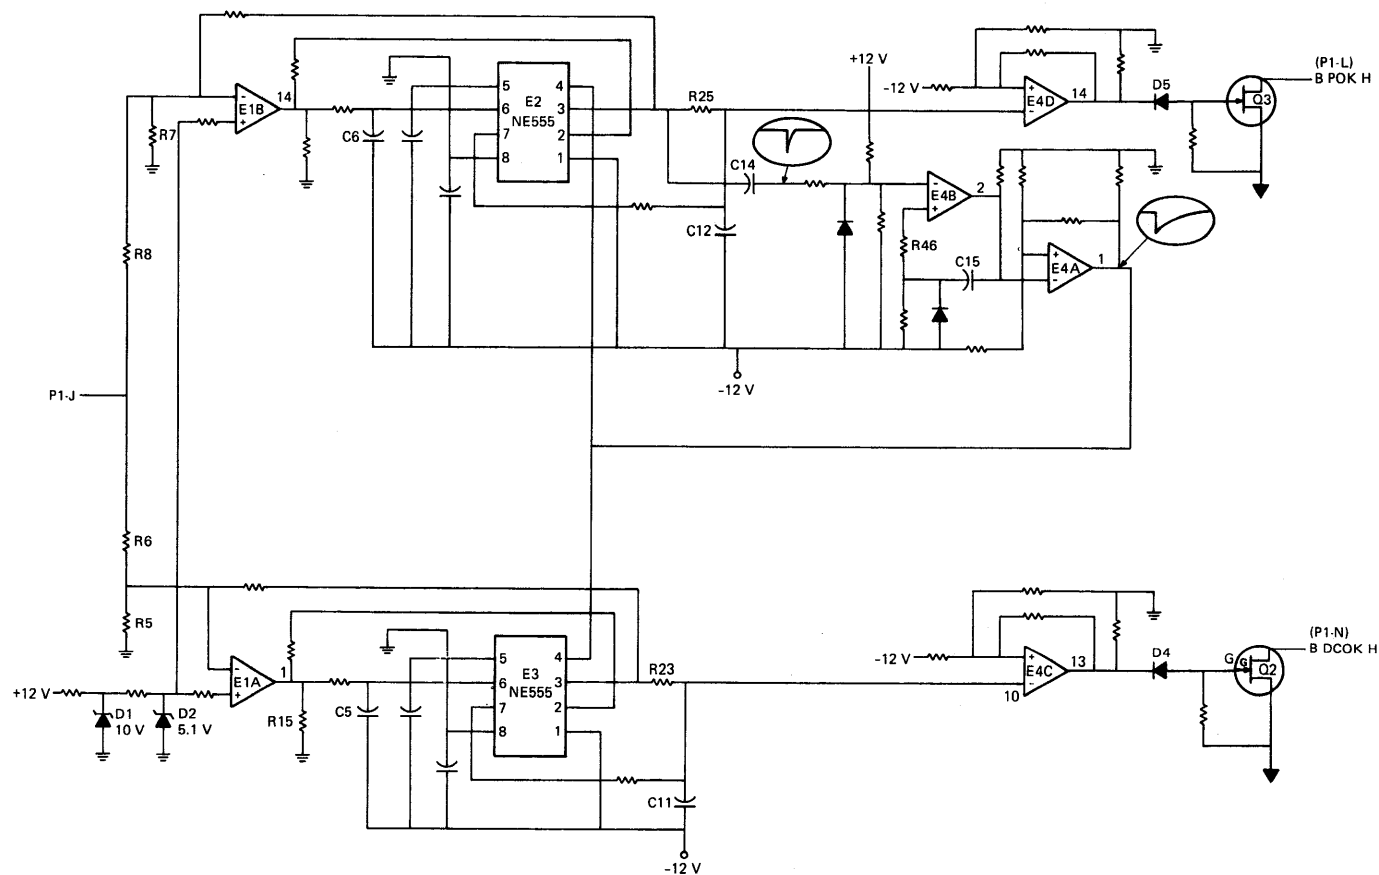 +12 V
-12 V
D5
(P1-L)
B POK H
E1B
14
-
+
R7
C6
5
6
7
8
E2
NE555
4
3
2
1
R25
-
+
E4D
14
Q3
C14
C12
R8
-
+
E4B
2
R46
C15
+
-
E4A
1
-12 V
P1-J
R6
R5
-
+
E1A
1
+12 V
D1
10 V
D2
5.1 V
R15
C5
5
6
7
8
E3
NE555
4
3
2
1
R23
C11
-12 V
-12 V
+
-
E4C
13
10
D4
G
G
Q2
(P1-N)
B DCOK H